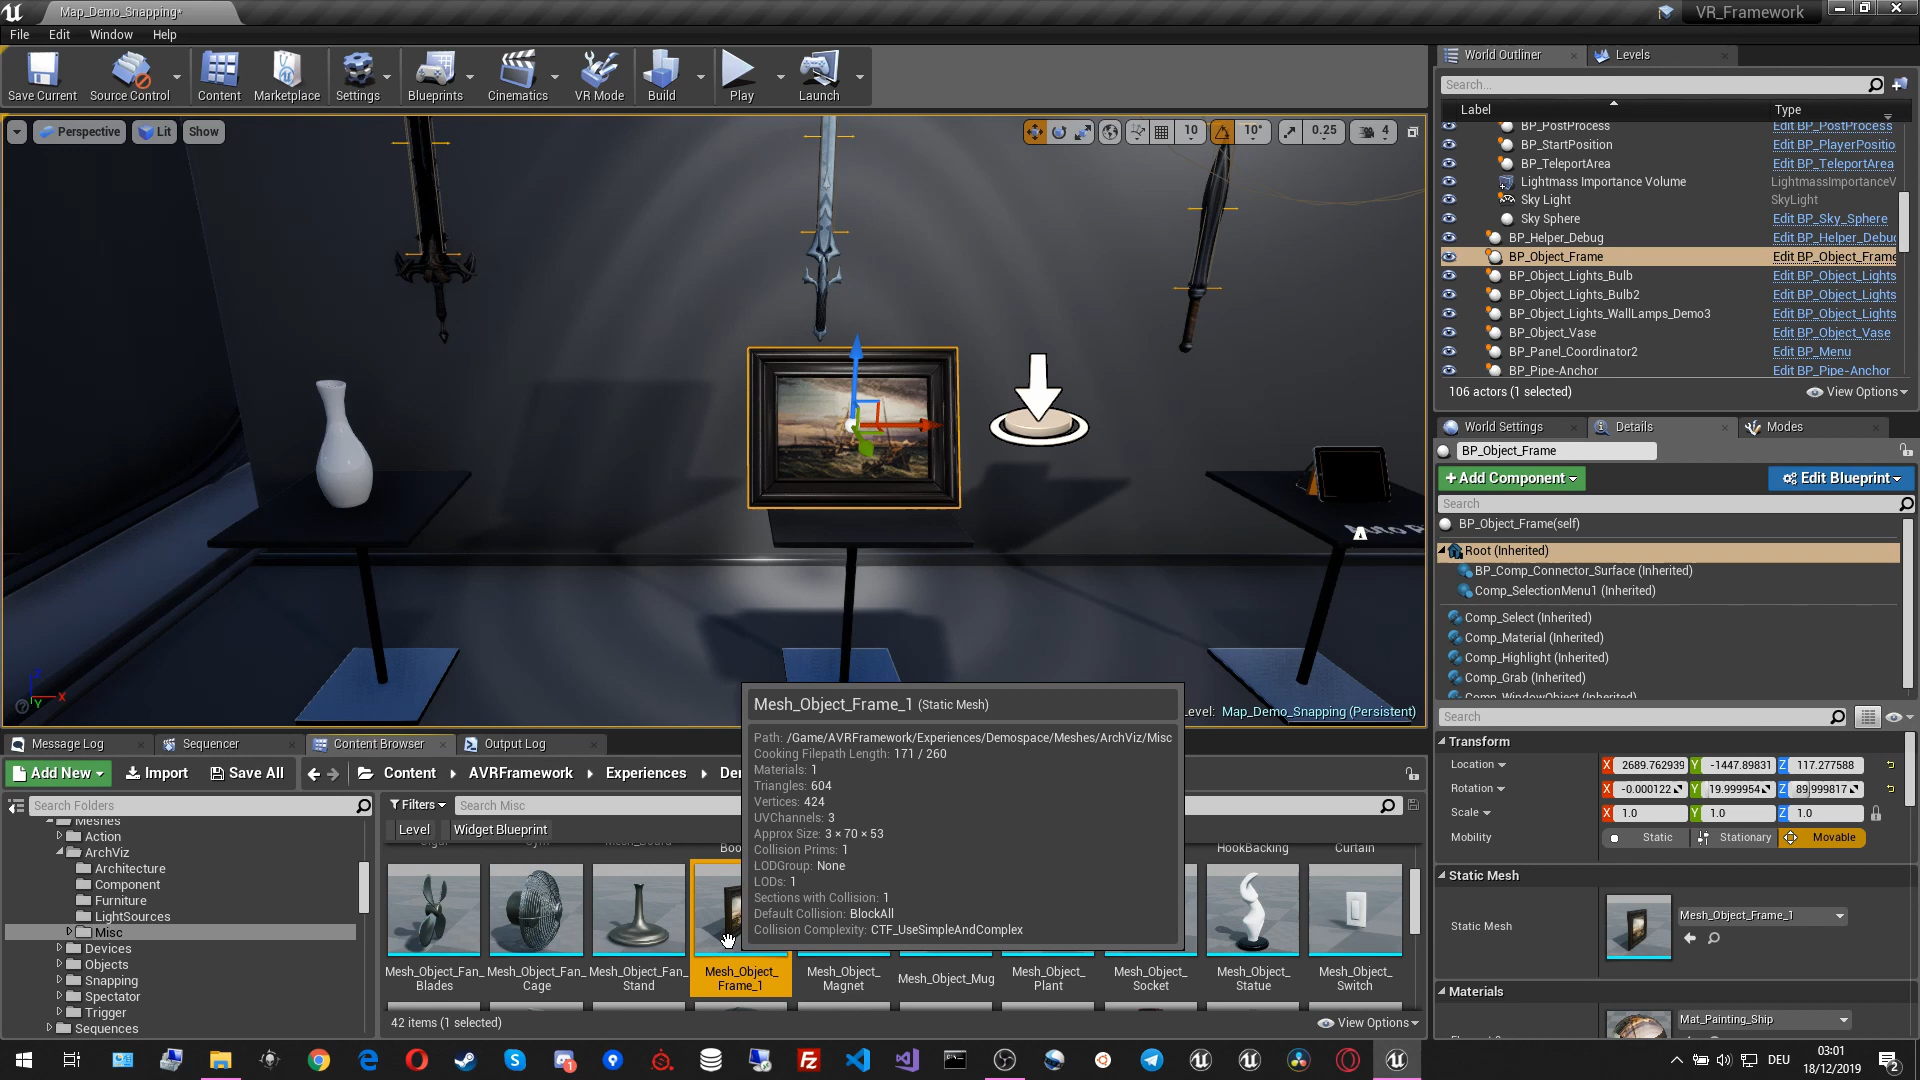 Map_Demo_Snapping*
VR_Framework
File Edit Window Help
Save Current
Source Control
Content
Marketplace
Settings
Blueprints
Cinematics
VR Mode
Build
Play
Launch
Perspective Lit Show
10 10° 0.25 4
Level: Map_Demo_Snapping (Persistent)
World Outliner Levels
Search...
Label Type
BP_PostProcess Edit BP_PostProcess
BP_StartPosition Edit BP_PlayerPositio
BP_TeleportArea Edit BP_TeleportArea
Lightmass Importance Volume LightmassImportanceV
Sky Light SkyLight
Sky Sphere Edit BP_Sky_Sphere
BP_Helper_Debug Edit BP_Helper_Debug
BP_Object_Frame Edit BP_Object_Frame
BP_Object_Lights_Bulb Edit BP_Object_Lights
BP_Object_Lights_Bulb2 Edit BP_Object_Lights
BP_Object_Lights_WallLamps_Demo3 Edit BP_Object_Lights
BP_Object_Vase Edit BP_Object_Vase
BP_Panel_Coordinator2 Edit BP_Menu
BP_Pipe-Anchor Edit BP_Pipe-Anchor
106 actors (1 selected) View Options
World Settings Details Modes
BP_Object_Frame
+Add Component Edit Blueprint
Search
BP_Object_Frame(self)
Root (Inherited)
BP_Comp_Connector_Surface (Inherited)
Comp_SelectionMenu1 (Inherited)
Comp_Select (Inherited)
Comp_Material (Inherited)
Comp_Highlight (Inherited)
Comp_Grab (Inherited)
Comp_WindowObject (Inherited)
Search
Transform
Location X 2689.762939 Y -1447.89831 Z 117.277588
Rotation X -0.000122 Y 19.999954 Z 89.999817
Scale X 1.0 Y 1.0 Z 1.0
Mobility Static Stationary Movable
Static Mesh
Static Mesh Mesh_Object_Frame_1
Materials
Mat_Painting_Ship
Message Log Sequencer Content Browser Output Log
Add New Import Save All Content AVRFramework Experiences
Search Folders
Meshes
Action
ArchViz
Architecture
Component
Furniture
LightSources
Misc
Devices
Objects
Snapping
Spectator
Trigger
Sequences
Filters Search Misc
Level Widget Blueprint
HookBacking Curtain
Mesh_Object_Fan_Blades
Mesh_Object_Fan_Cage
Mesh_Object_Fan_Stand
Mesh_Object_Frame_1
Mesh_Object_Magnet
Mesh_Object_Mug
Mesh_Object_Plant
Mesh_Object_Socket
Mesh_Object_Statue
Mesh_Object_Switch
42 items (1 selected) View Options
Mesh_Object_Frame_1 (Static Mesh)
Path: /Game/AVRFramework/Experiences/Demospace/Meshes/ArchViz/Misc
Cooking Filepath Length: 171 / 260
Materials: 1
Triangles: 604
Vertices: 424
UVChannels: 3
Approx Size: 3 × 70 × 53
Collision Prims: 1
LODGroup: None
LODs: 1
Sections with Collision: 1
Default Collision: BlockAll
Collision Complexity: CTF_UseSimpleAndComplex
DEU
03:01
18/12/2019